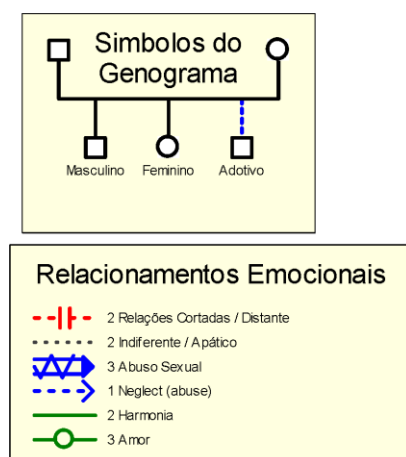 Simbolos do
Genograma
Masculino Feminino Adotivo
Relacionamentos Emocionais
2 Relações Cortadas / Distante
2 Indiferente / Apático
3 Abuso Sexual
1 Neglect (abuse)
2 Harmonia
3 Amor